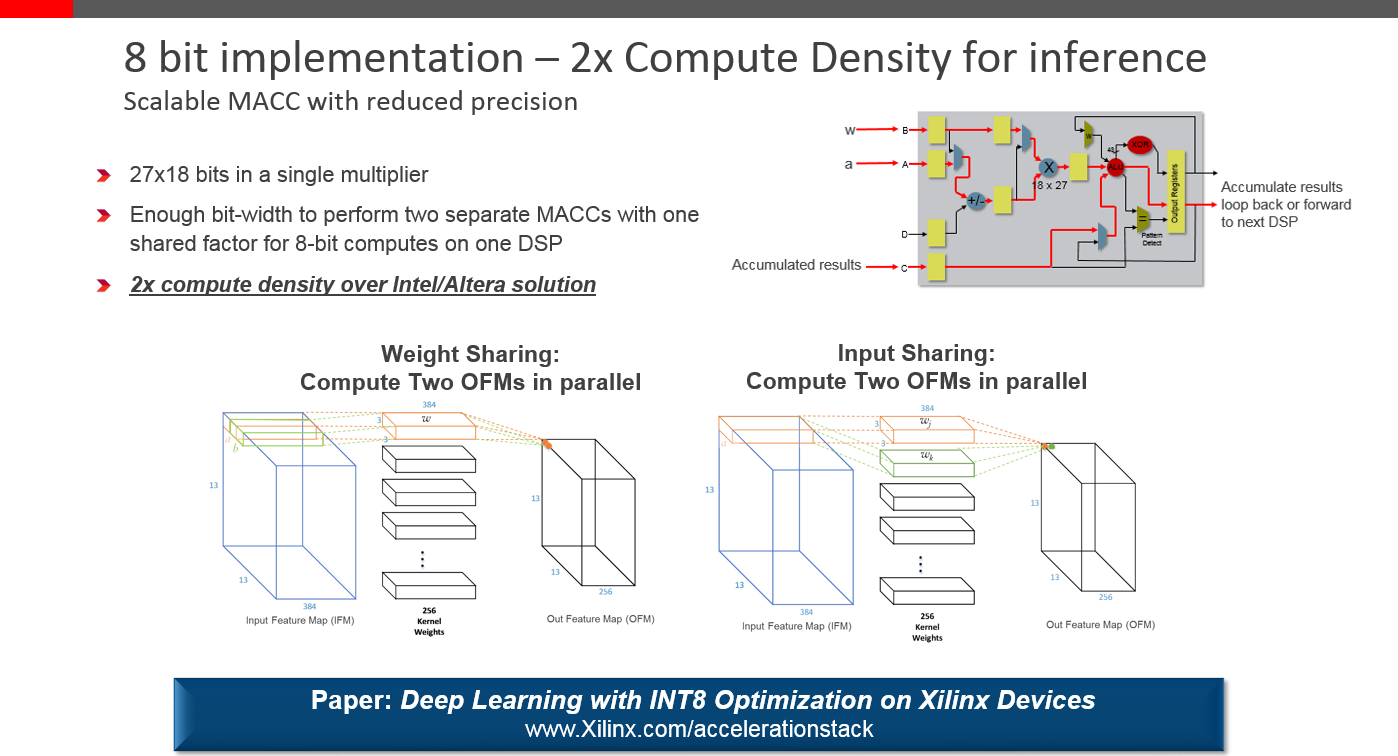 8 bit implementation – 2x Compute Density for inference
Scalable MACC with reduced precision
27x18 bits in a single multiplier
Enough bit-width to perform two separate MACCs with one
shared factor for 8-bit computes on one DSP
2x compute density over Intel/Altera solution
w
B
a
A
D
Accumulated results
C
+/-
X
18 x 27
W
48
ALU
XOR
=
Pattern
Detect
Output Registers
Accumulate results
loop back or forward
to next DSP
Weight Sharing:
Compute Two OFMs in parallel
384
3
w
3
a
b
13
13
384
Input Feature Map (IFM)
256
Kernel
Weights
13
13
256
Out Feature Map (OFM)
Input Sharing:
Compute Two OFMs in parallel
384
3
wj
3
wk
a
13
13
384
Input Feature Map (IFM)
256
Kernel
Weights
13
13
256
Out Feature Map (OFM)
Paper: Deep Learning with INT8 Optimization on Xilinx Devices
www.Xilinx.com/accelerationstack